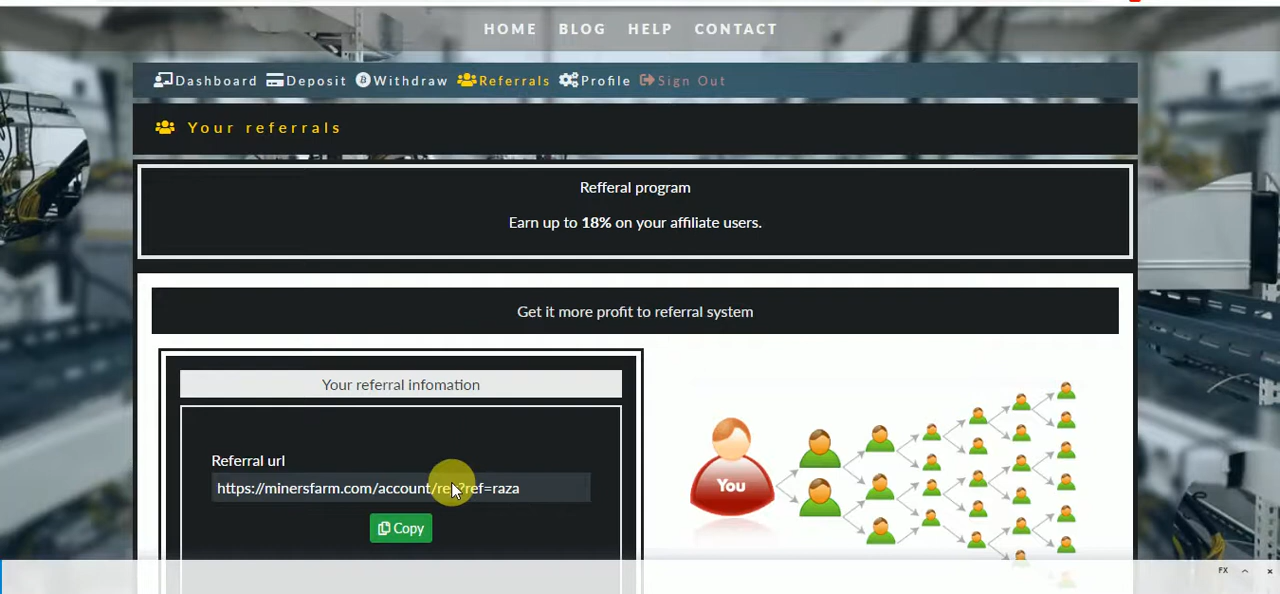 HOME BLOG HELP CONTACT
Dashboard Deposit Withdraw Referrals Profile Sign Out
Your referrals
Refferal program
Earn up to 18% on your affiliate users.
Get it more profit to referral system
Your referral infomation
Referral url
https://minersfarm.com/account/re ?ref=raza
Copy
You
FX